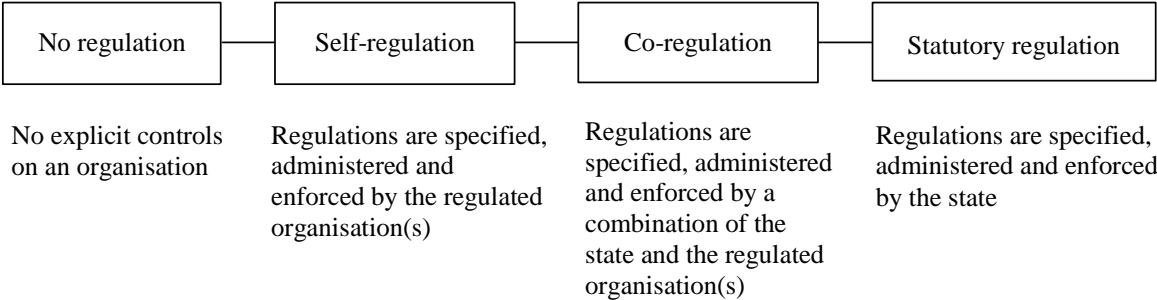 No regulation
Self-regulation
Co-regulation
Statutory regulation
No explicit controls
on an organisation
Regulations are specified,
administered and
enforced by the regulated
organisation(s)
Regulations are
specified, administered
and enforced by a
combination of the
state and the regulated
organisation(s)
Regulations are specified,
administered and enforced
by the state